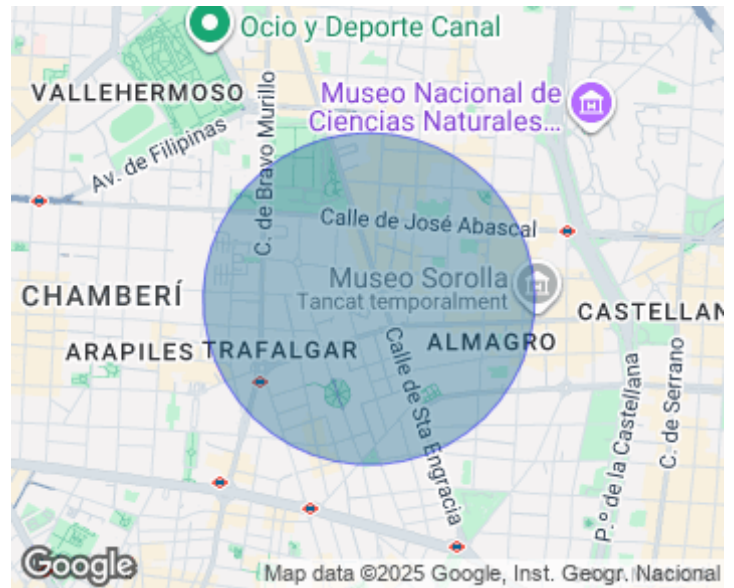 Ocio y Deporte Canal
VALLEHERMOSO
Museo Nacional de
Ciencias Naturales...
Av. de Filipinas
C. de Bravo Murillo
Calle de José Abascal
Museo Sorolla
Tancat temporalment
CHAMBERÍ
CASTELLAN
ARAPILES
TRAFALGAR
ALMAGRO
Calle de Sta Engracia
P.º de la Castellana
C. de Serrano
Google
Map data ©2025 Google, Inst. Geogr. Nacional